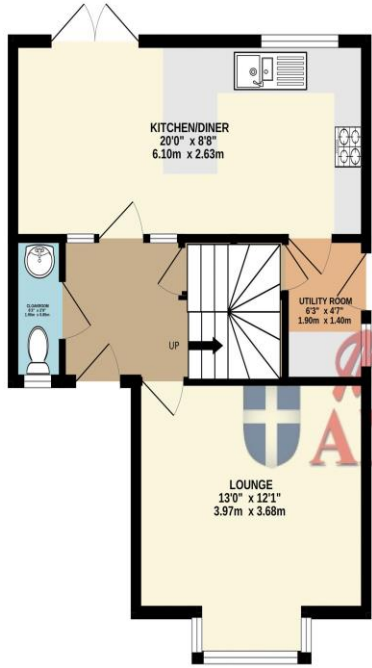 KITCHEN/DINER
20'0" x 8'8"
6.10m x 2.63m
CLOAKROOM
UP
UTILITY ROOM
6'3" x 4'7"
1.90m x 1.40m
LOUNGE
13'0" x 12'1"
3.97m x 3.68m